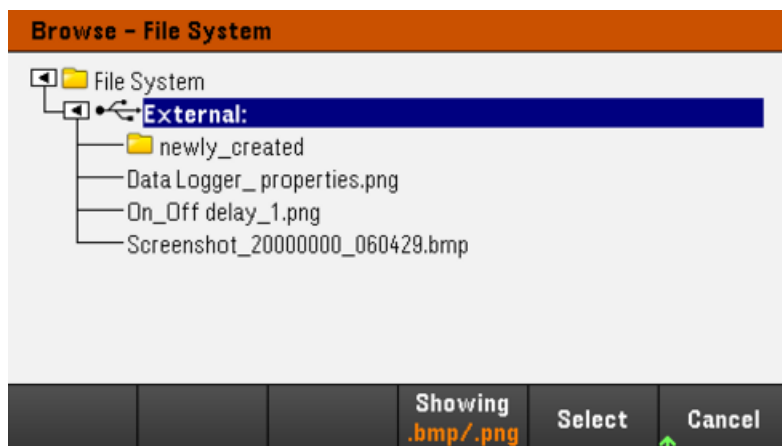 Browse - File System
File System
External:
newly_created
Data Logger_ properties.png
On_Off delay_1.png
Screenshot_20000000_060429.bmp
Showing
.bmp/.png
Select
Cancel